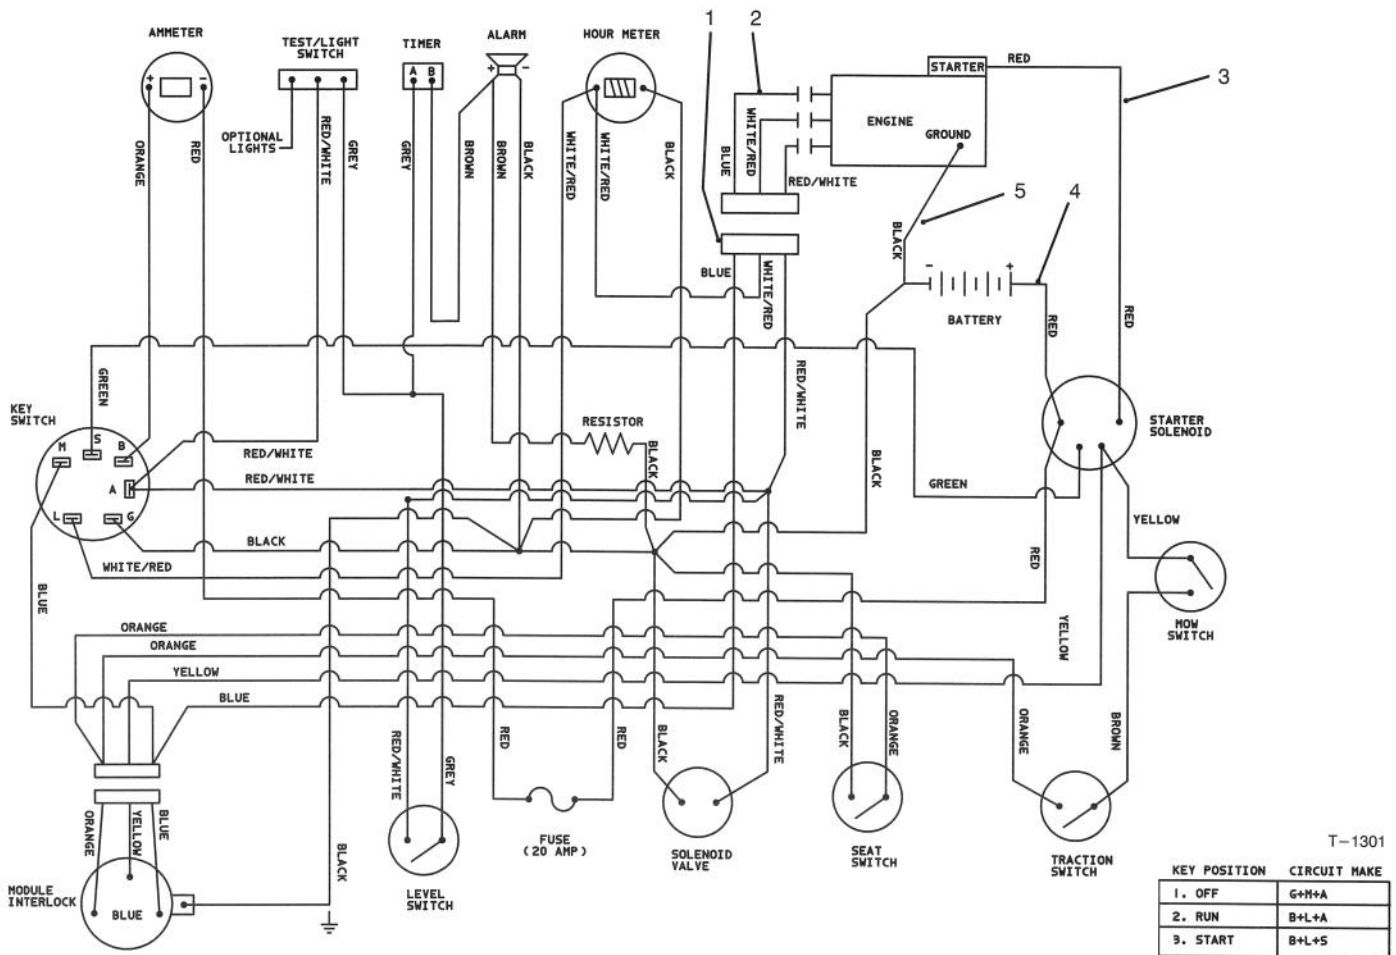 1
2
AMMETER
TEST/LIGHT
SWITCH
TIMER
ALARM
HOUR METER
STARTER
RED
3
+
-
A B
+
-
ENGINE
GROUND
OPTIONAL
LIGHTS
ORANGE
RED
RED/WHITE
GREY
GREY
BROWN
BROWN
BLACK
WHITE/RED
WHITE/RED
BLACK
BLUE
WHITE/RED
RED/WHITE
5
4
BLACK
BLUE
WHITE/RED
-
+
BATTERY
RED
RED
GREEN
RED/WHITE
KEY
SWITCH
RESISTOR
STARTER
SOLENOID
M
S
B
A
L
G
RED/WHITE
RED/WHITE
BLACK
BLACK
GREEN
YELLOW
BLACK
WHITE/RED
RED
BLUE
MOW
SWITCH
ORANGE
ORANGE
YELLOW
BLUE
YELLOW
RED/WHITE
GREY
RED
RED
BLACK
RED/WHITE
BLACK
ORANGE
ORANGE
BROWN
ORANGE
YELLOW
BLUE
BLACK
FUSE
(20 AMP)
SOLENOID
VALVE
SEAT
SWITCH
TRACTION
SWITCH
LEVEL
SWITCH
MODULE
INTERLOCK
BLUE
T-1301
KEY POSITION CIRCUIT MAKE
1. OFF G+M+A
2. RUN B+L+A
3. START B+L+S